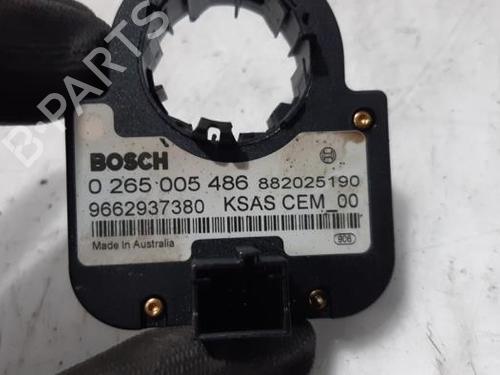 B-PARTS
BOSCH
0 265 005 486 882025190
9662937380 KSAS CEM_00
Made In Australia
906